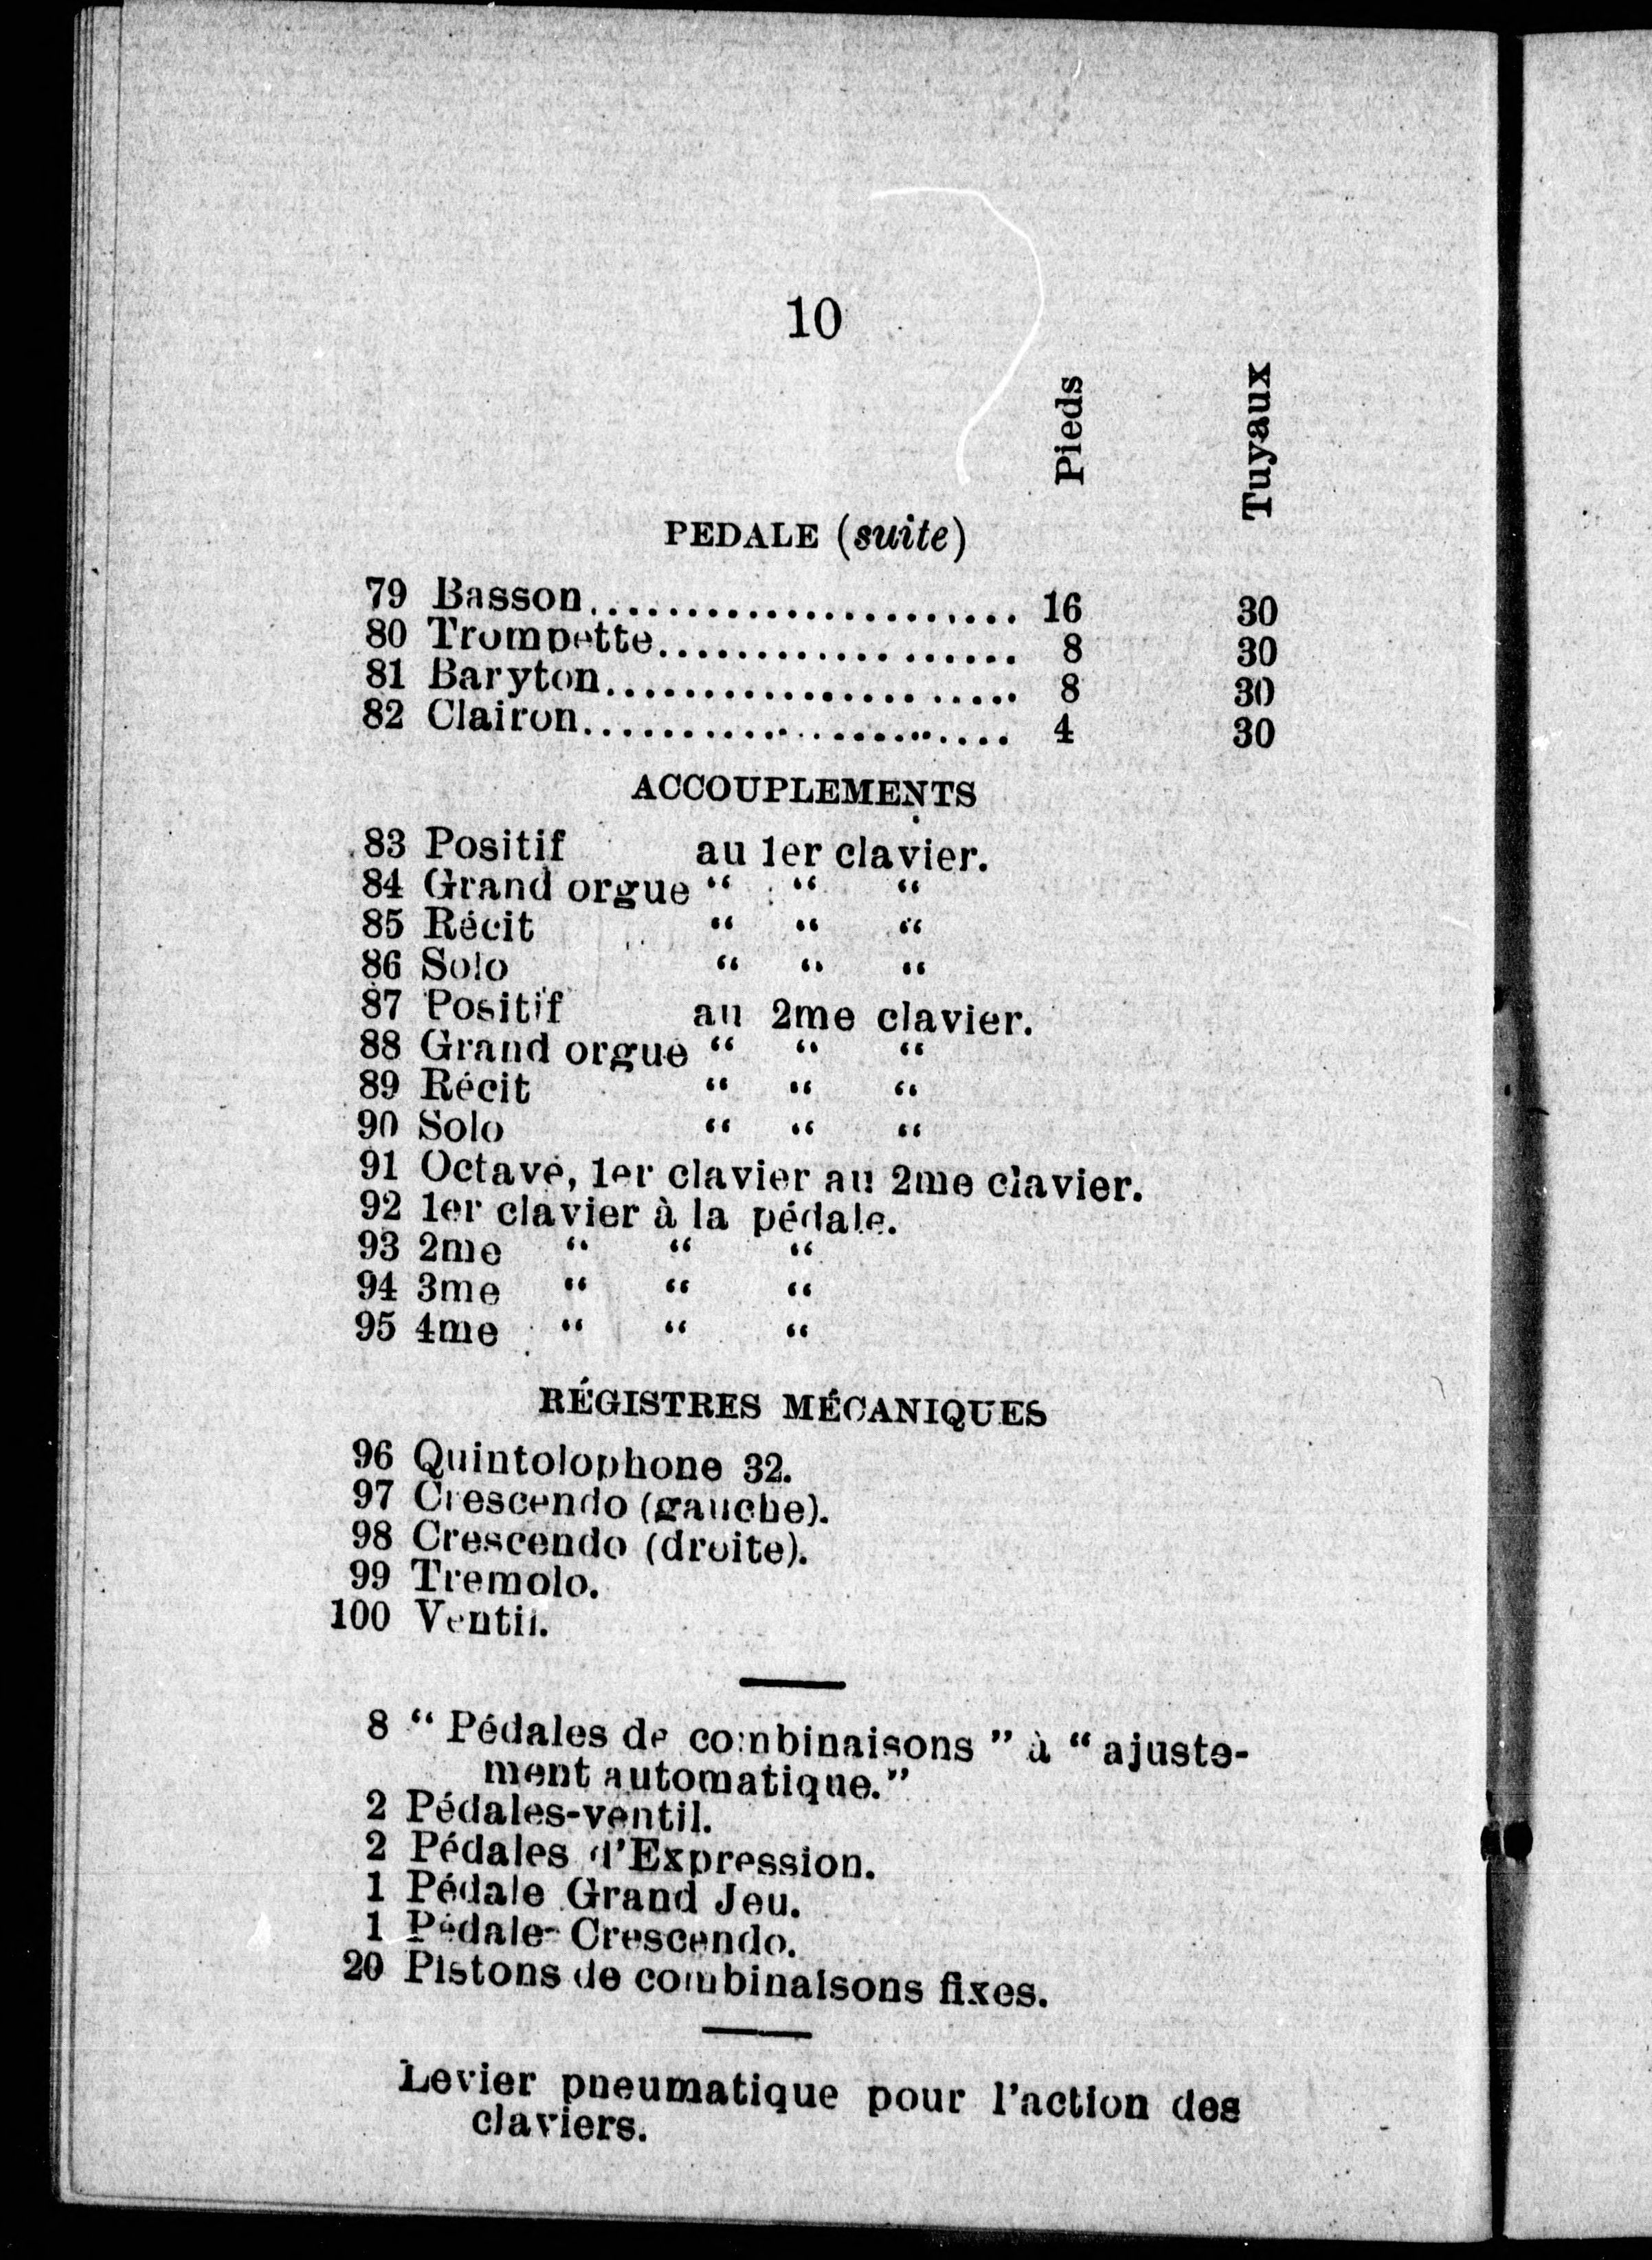 10
Pieds
Tuyaux
PEDALE (suite)
79 Basson........................ 16 30
80 Trompette................... 8 30
81 Baryton...................... 8 30
82 Clairon....................... 4 30
ACCOUPLEMENTS
83 Positif au 1er clavier.
84 Grand orgue “ “ “
85 Récit “ “ “
86 Solo “ “ “
87 Positif au 2me clavier.
88 Grand orgue “ “ “
89 Récit “ “ “
90 Solo “ “ “
91 Octave, 1er clavier au 2me clavier.
92 1er clavier à la pédale.
93 2me “ “ “
94 3me “ “ “
95 4me “ “ “
RÉGISTRES MÉCANIQUES
96 Quintolophone 32.
97 Crescendo (gauche).
98 Crescendo (droite).
99 Tremolo.
100 Ventil.
8 “ Pédales de combinaisons ” à “ ajuste-
ment automatique.”
2 Pédales-ventil.
2 Pédales d’Expression.
1 Pédale Grand Jeu.
1 Pédale- Crescendo.
20 Pistons de combinaisons fixes.
Levier pneumatique pour l’action des
claviers.